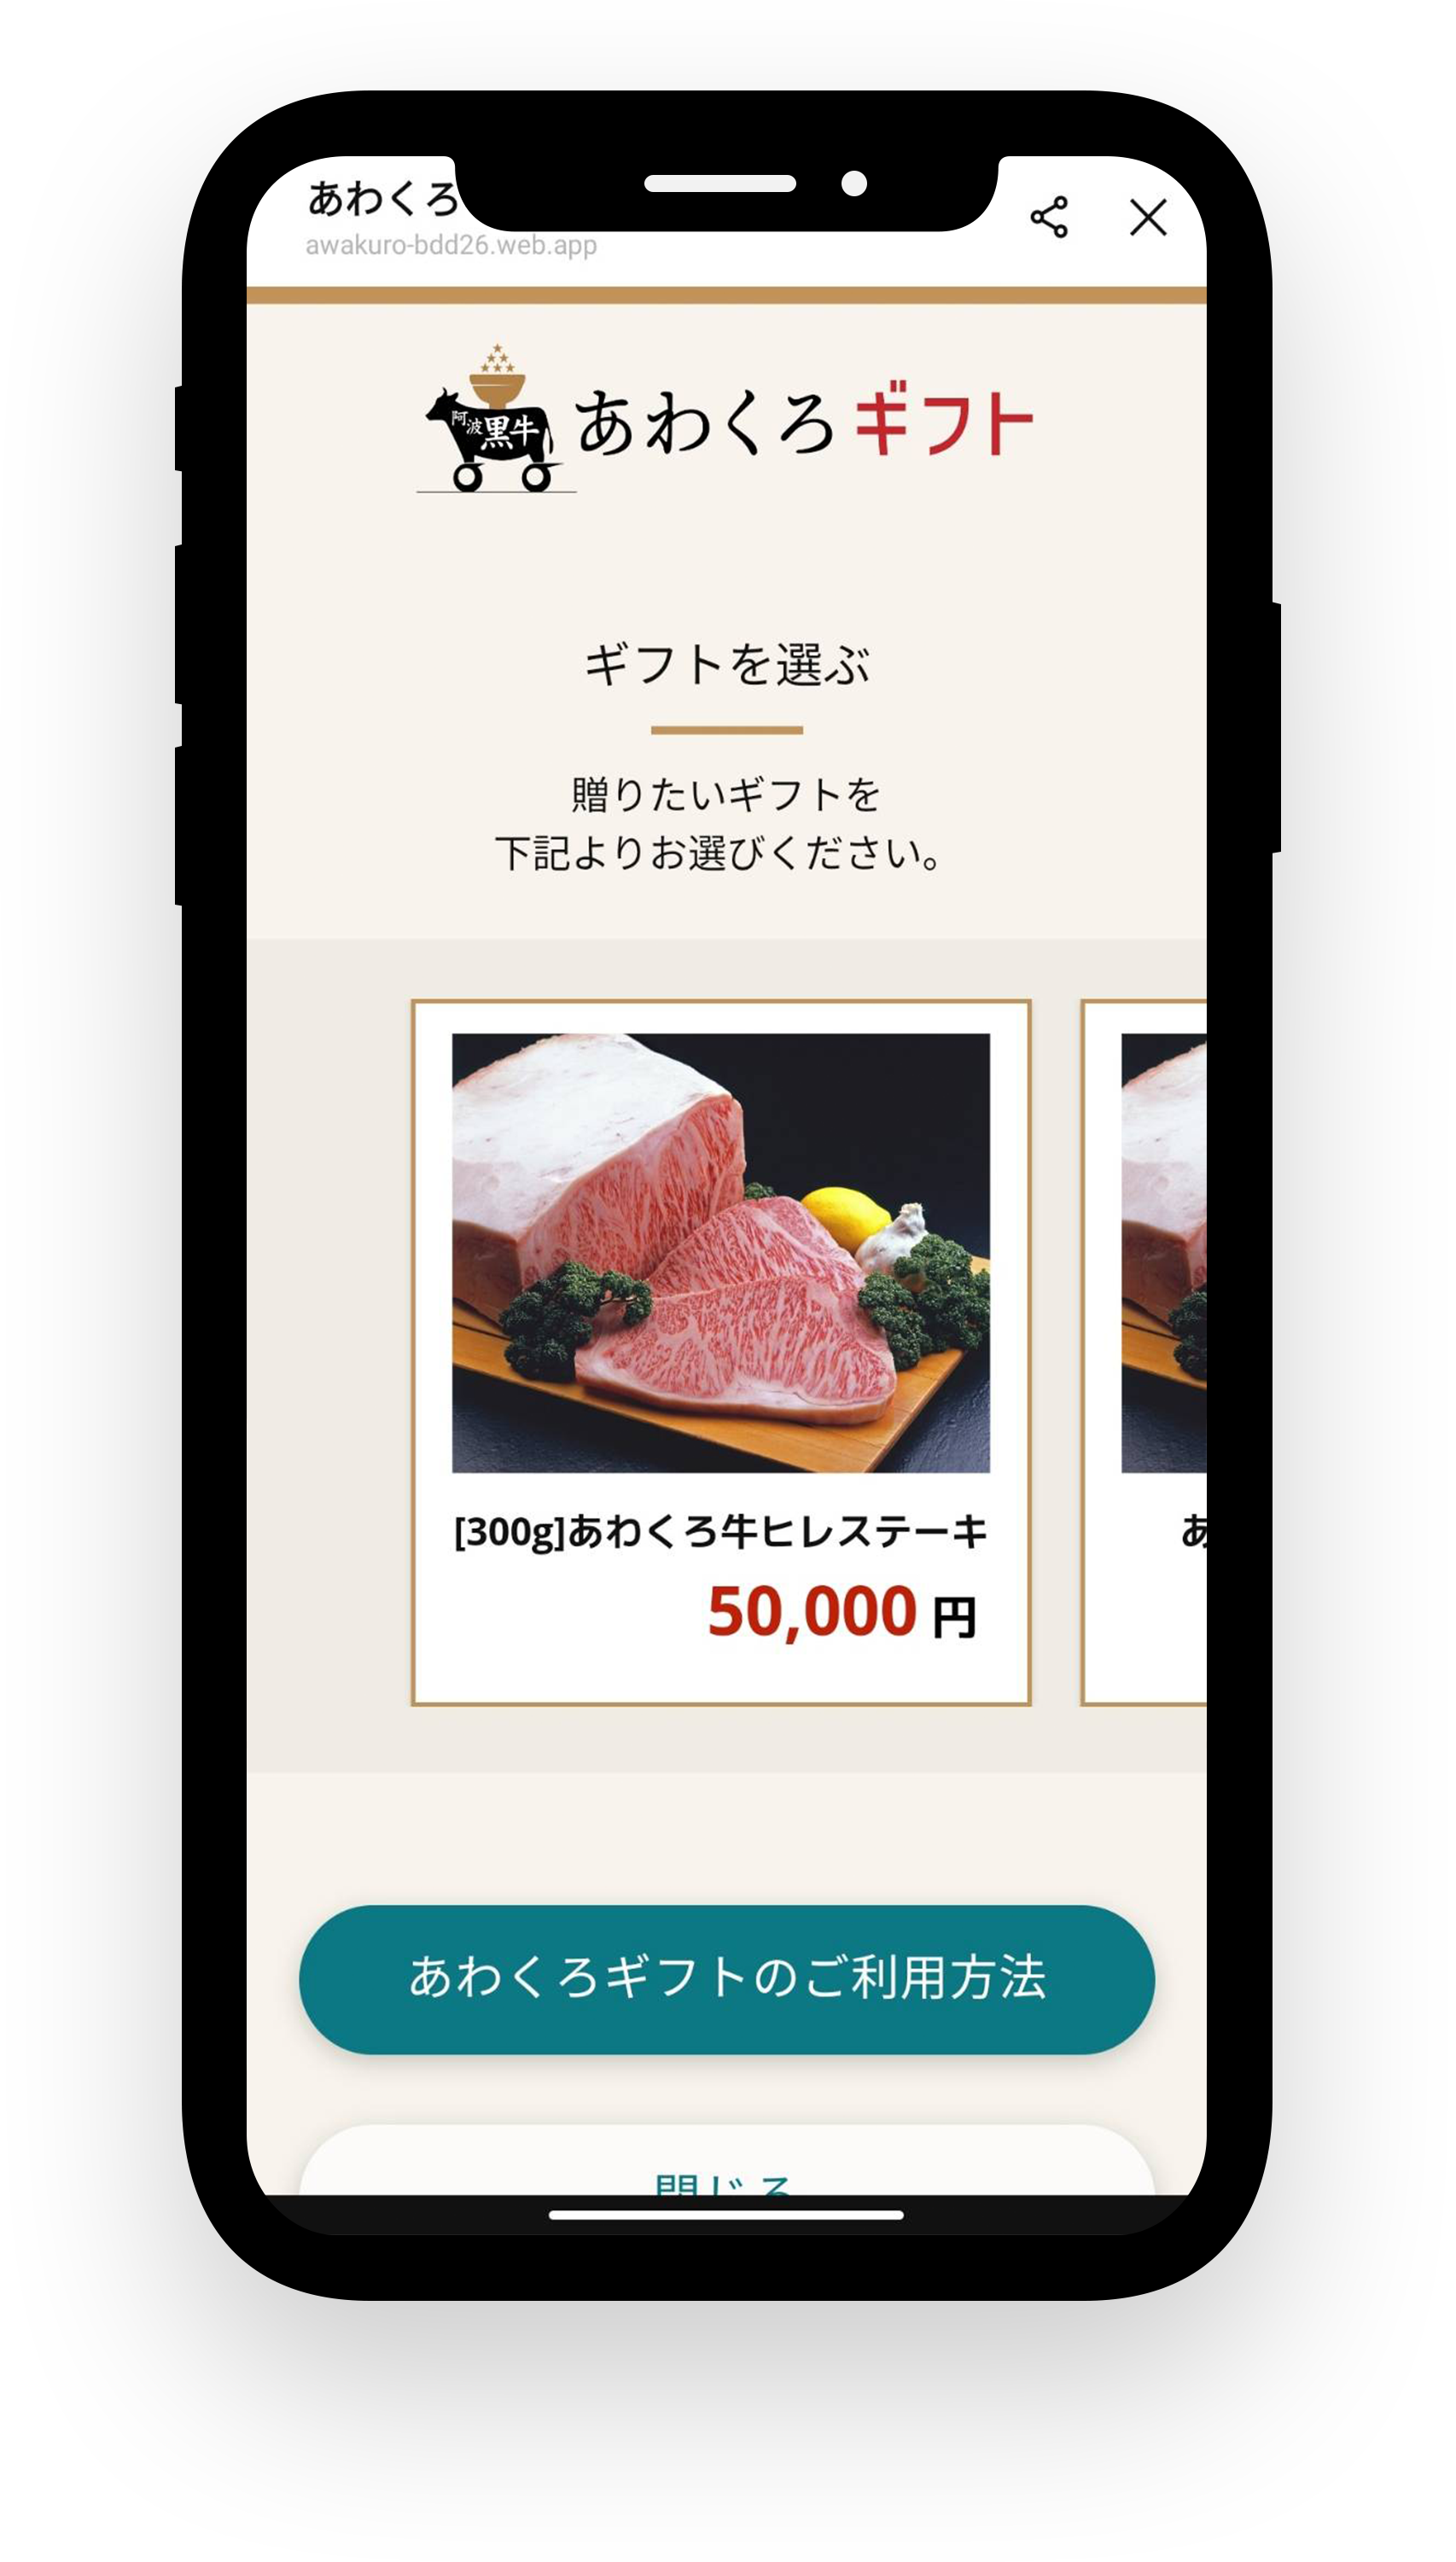 あわくろ
awakuro-bdd26.web.app
阿波黒牛
あわくろギフト
ギフトを選ぶ
贈りたいギフトを
下記よりお選びください。
[300g]あわくろ牛ヒレステーキ
あ
50,000 円
あわくろギフトのご利用方法
閉じる